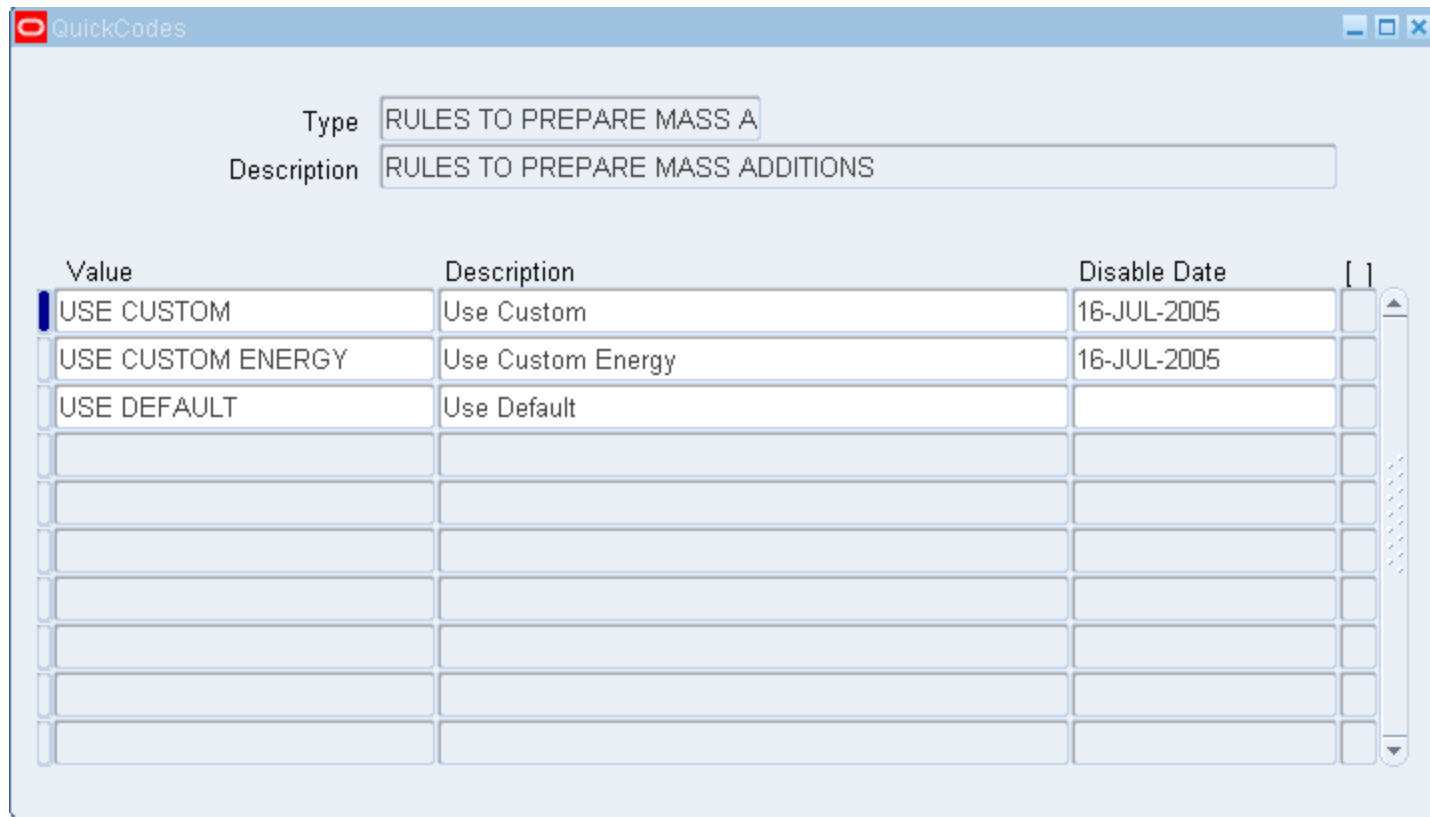 QuickCodes
Type RULES TO PREPARE MASS A
Description RULES TO PREPARE MASS ADDITIONS
Value Description Disable Date [ ]
USE CUSTOM Use Custom 16-JUL-2005
USE CUSTOM ENERGY Use Custom Energy 16-JUL-2005
USE DEFAULT Use Default